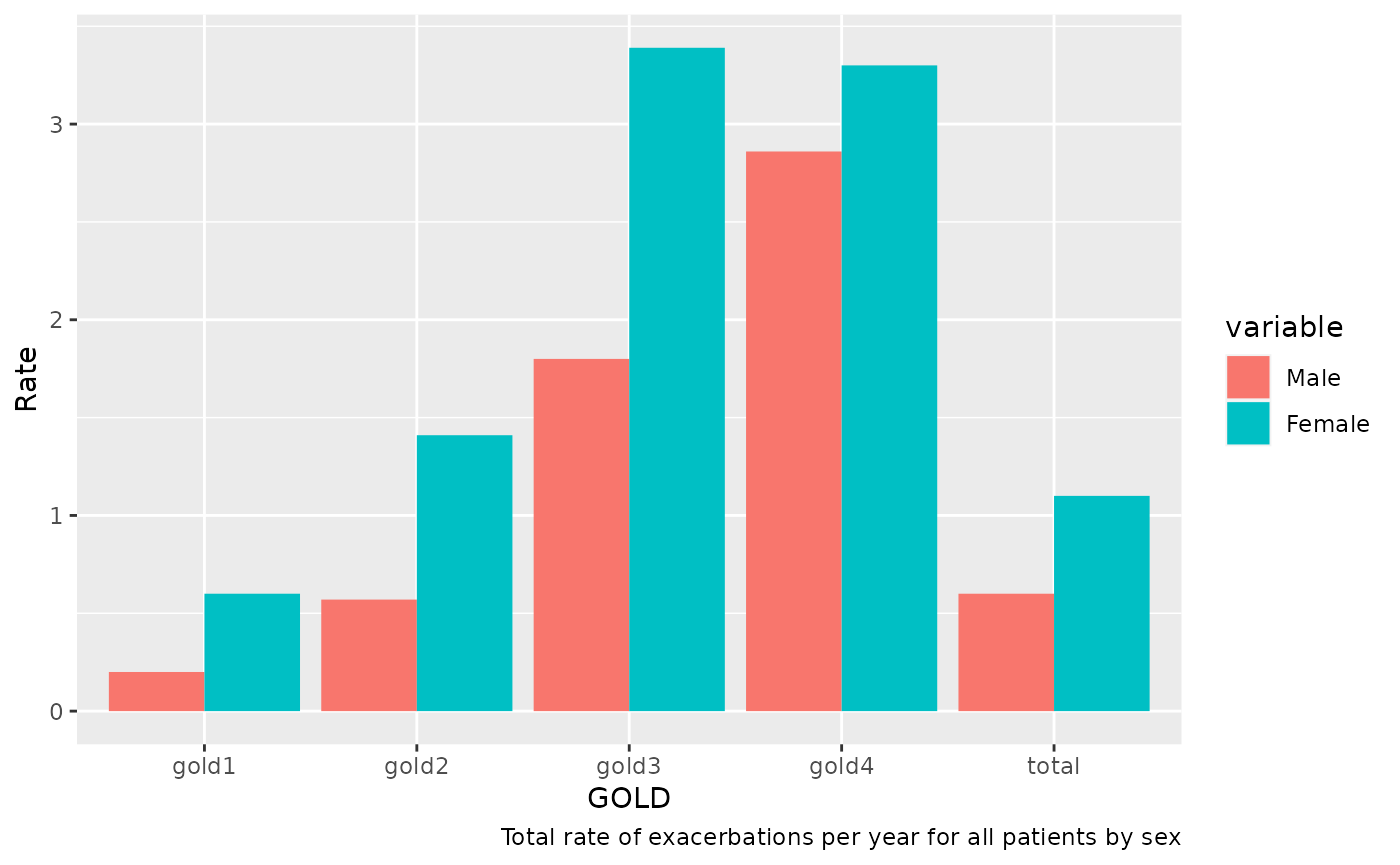 3
2
1
0
Rate
gold1 gold2 gold3 gold4 total
GOLD
Total rate of exacerbations per year for all patients by sex
variable
Male
Female